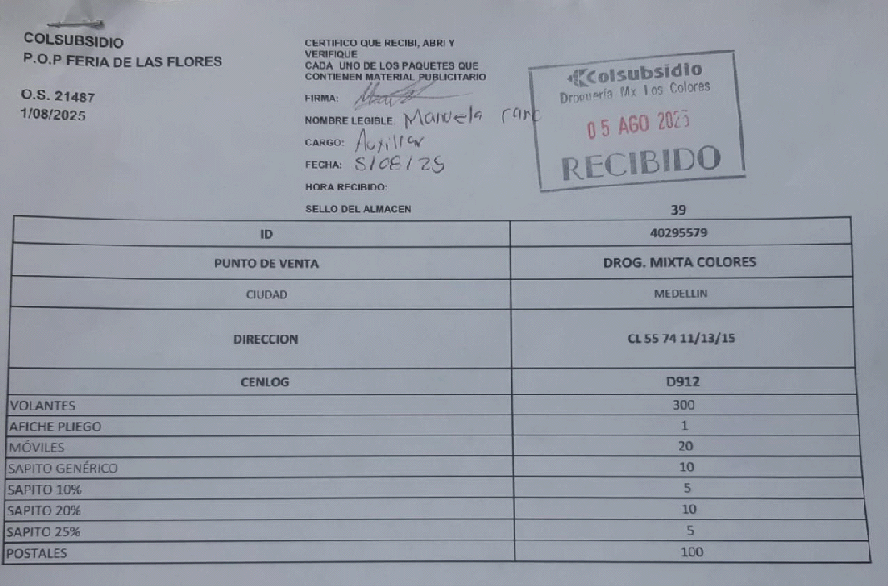 COLSUBSIDIO
P.O.P FERIA DE LAS FLORES
O.S. 21487
1/08/2025
CERTIFICO QUE RECIBI, ABRI Y
VERIFIQUE
CADA UNO DE LOS PAQUETES QUE
CONTIENEN MATERIAL PUBLICITARIO
FIRMA:
NOMBRE LEGIBLE Manuela
CARGO: Auxiliar
FECHA: 5/08/25
HORA RECIBIDO:
SELLO DEL ALMACEN
Colsubsidio
Droguería Mx Los Colores
05 AGO 2025
RECIBIDO
39
ID 40295579
PUNTO DE VENTA DROG. MIXTA COLORES
CIUDAD MEDELLIN
DIRECCION CL 55 74 11/13/15
CENLOG D912
VOLANTES 300
AFICHE PLIEGO 1
MÓVILES 20
SAPITO GENÉRICO 10
SAPITO 10% 5
SAPITO 20% 10
SAPITO 25% 5
POSTALES 100